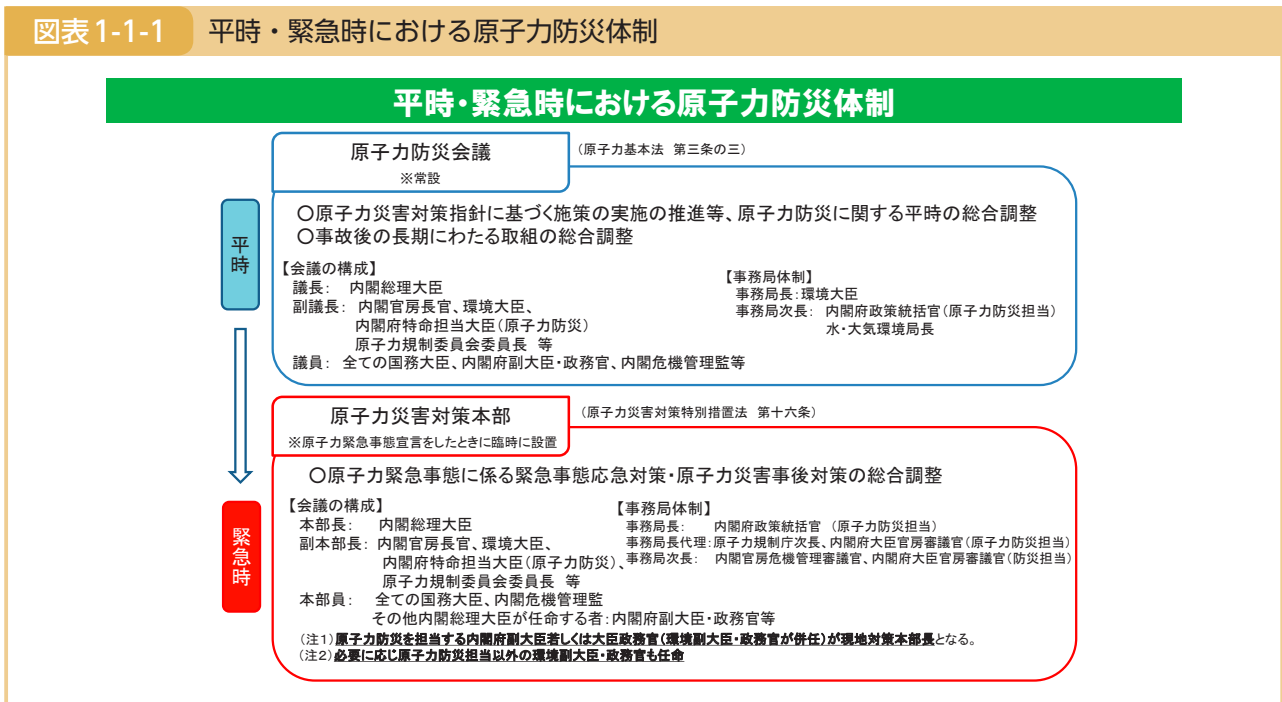 図表1-1-1 平時・緊急時における原子力防災体制
平時・緊急時における原子力防災体制
原子力防災会議
※常設
（原子力基本法 第三条の三）
平時
〇原子力災害対策指針に基づく施策の実施の推進等、原子力防災に関する平時の総合調整
〇事故後の長期にわたる取組の総合調整
【会議の構成】
議長： 内閣総理大臣
副議長： 内閣官房長官、環境大臣、
内閣府特命担当大臣（原子力防災）
原子力規制委員会委員長 等
議員： 全ての国務大臣、内閣府副大臣・政務官、内閣危機管理監等
【事務局体制】
事務局長：環境大臣
事務局次長： 内閣府政策統括官（原子力防災担当）
水・大気環境局長
原子力災害対策本部
※原子力緊急事態宣言をしたときに臨時に設置
（原子力災害対策特別措置法 第十六条）
緊急時
〇原子力緊急事態に係る緊急事態応急対策・原子力災害事後対策の総合調整
【会議の構成】
本部長： 内閣総理大臣
副本部長： 内閣官房長官、環境大臣、
内閣府特命担当大臣（原子力防災）、
原子力規制委員会委員長 等
本部員： 全ての国務大臣、内閣危機管理監
その他内閣総理大臣が任命する者：内閣府副大臣・政務官等
【事務局体制】
事務局長： 内閣府政策統括官 （原子力防災担当）
事務局長代理：原子力規制庁次長、内閣府大臣官房審議官（原子力防災担当）
事務局次長： 内閣官房危機管理審議官、内閣府大臣官房審議官（防災担当）
（注１）原子力防災を担当する内閣府副大臣若しくは大臣政務官（環境副大臣・政務官が併任）が現地対策本部長となる。
（注２）必要に応じ原子力防災担当以外の環境副大臣・政務官も任命